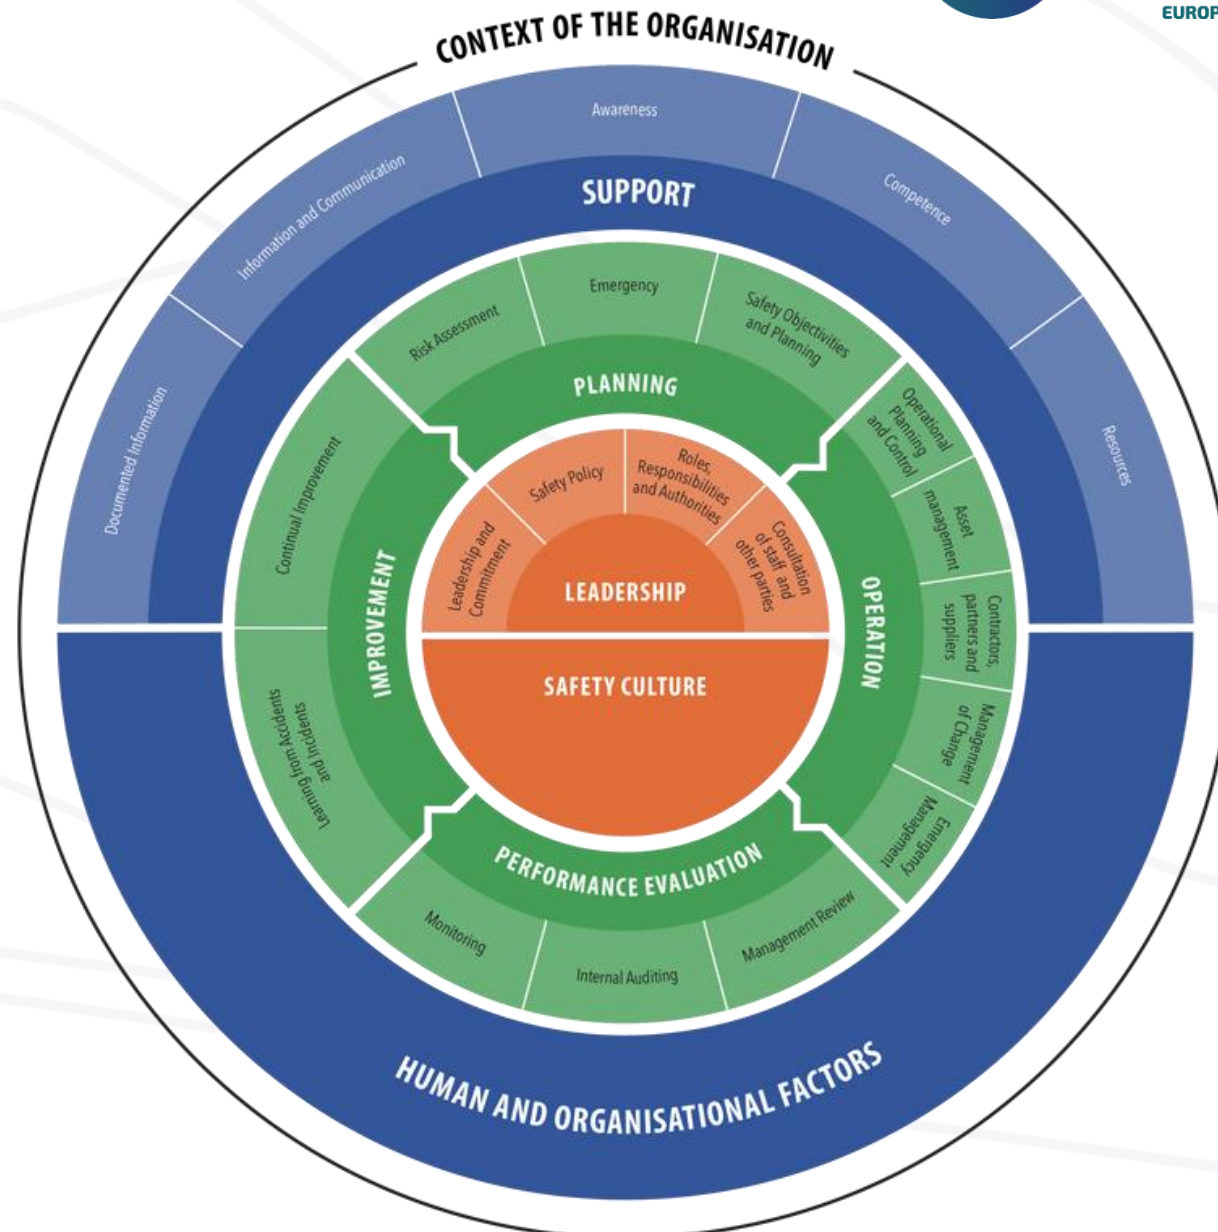 EUROP
CONTEXT OF THE ORGANISATION
Awareness
Information and Communication
Competence
Documented Information
Resources
SUPPORT
Risk Assessment
Emergency
Safety Objectivities
and Planning
PLANNING
Operational
Planning
and Control
Asset
management
Contractors,
partners and
suppliers
Management
of Change
Emergency
Management
OPERATION
Continual Improvement
Learning from Accidents
and Incidents
IMPROVEMENT
Leadership and
Commitment
Safety Policy
Roles,
Responsibilities
and Authorities
Consultation
of staff and
other parties
LEADERSHIP
SAFETY CULTURE
PERFORMANCE EVALUATION
Monitoring
Internal Auditing
Management Review
HUMAN AND ORGANISATIONAL FACTORS